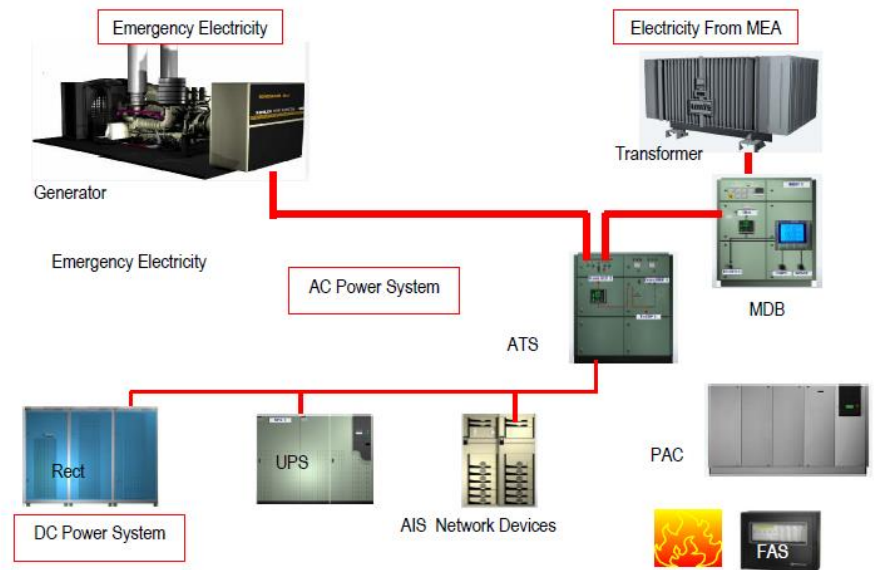 Emergency Electricity
Electricity From MEA
Transformer
Generator
Emergency Electricity
AC Power System
MDB
ATS
PAC
Rect
UPS
AIS Network Devices
DC Power System
FAS